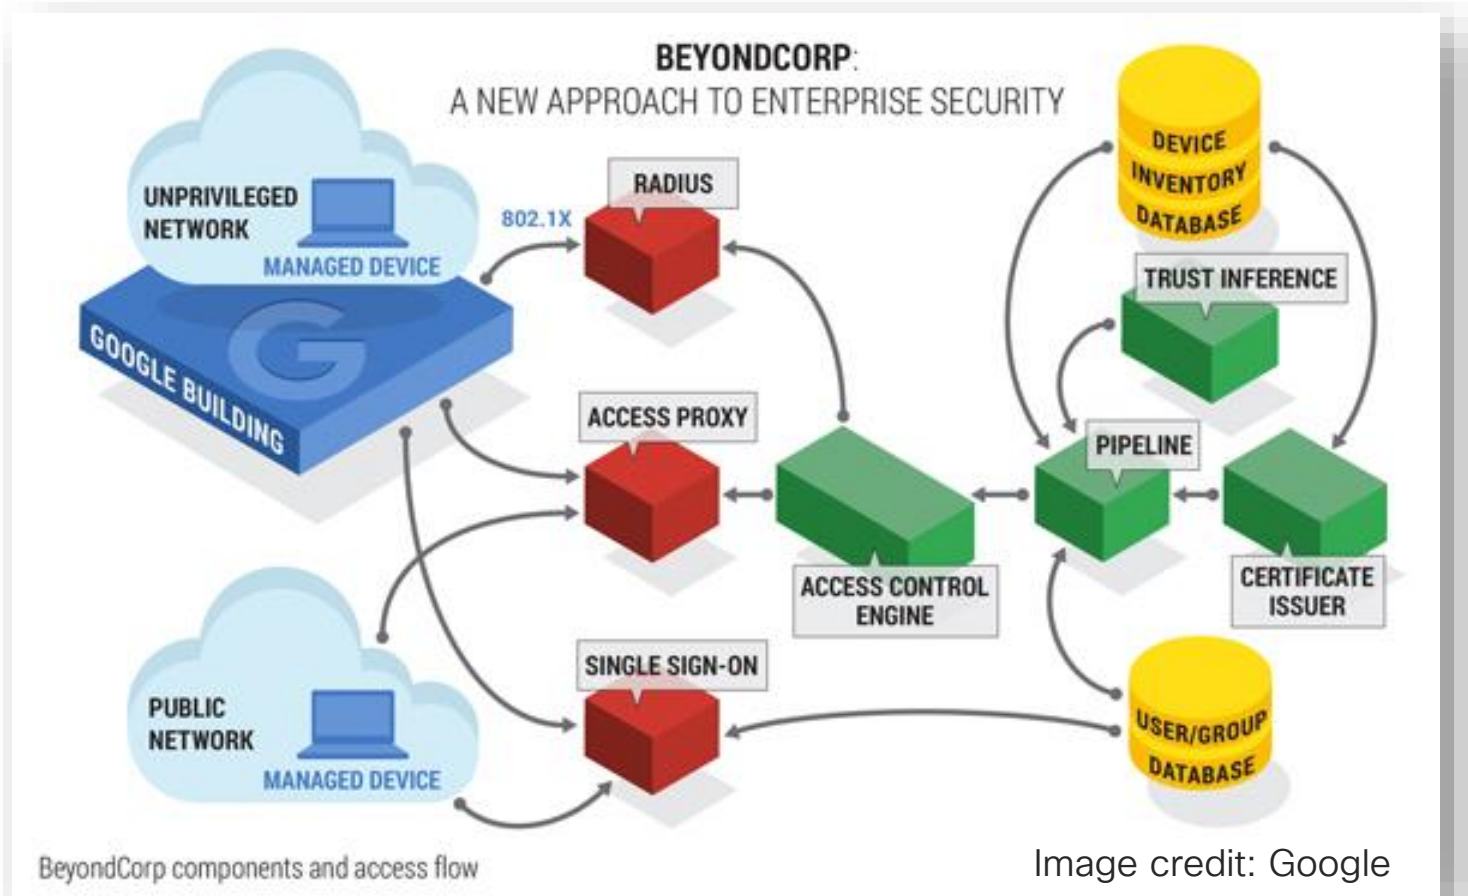 BEYONDCORP:
A NEW APPROACH TO ENTERPRISE SECURITY
UNPRIVILEGED
NETWORK
MANAGED DEVICE
G
GOOGLE BUILDING
802.1X
RADIUS
DEVICE
INVENTORY
DATABASE
TRUST INFERENCE
ACCESS PROXY
PIPELINE
ACCESS CONTROL
ENGINE
CERTIFICATE
ISSUER
PUBLIC
NETWORK
MANAGED DEVICE
SINGLE SIGN-ON
USER/GROUP
DATABASE
BeyondCorp components and access flow
Image credit: Google